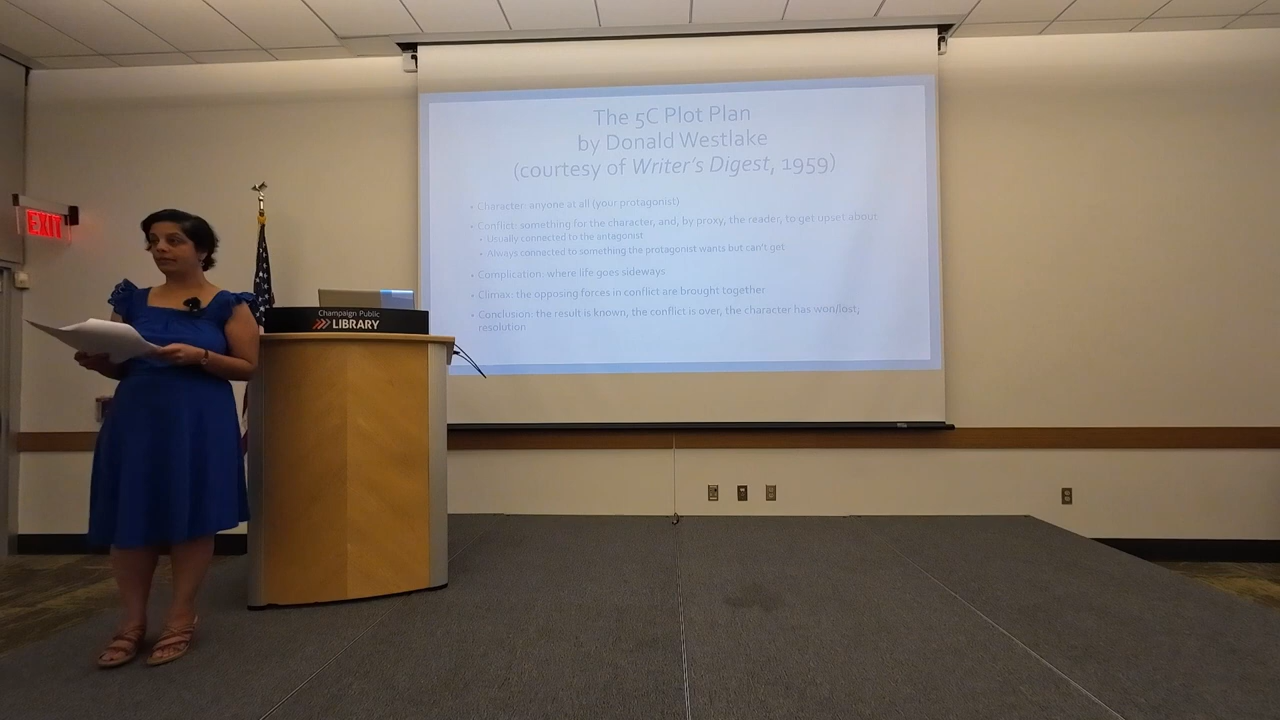 The 5C Plot Plan
by Donald Westlake
(courtesy of Writer's Digest, 1959)
• Character: anyone at all (your protagonist)
• Conflict: something for the character, and, by proxy, the reader, to get upset about
• Usually connected to the antagonist
• Always connected to something the protagonist wants but can't get
• Complication: where life goes sideways
• Climax: the opposing forces in conflict are brought together
• Conclusion: the result is known, the conflict is over, the character has won/lost,
resolution
EXIT
Champaign Public
LIBRARY